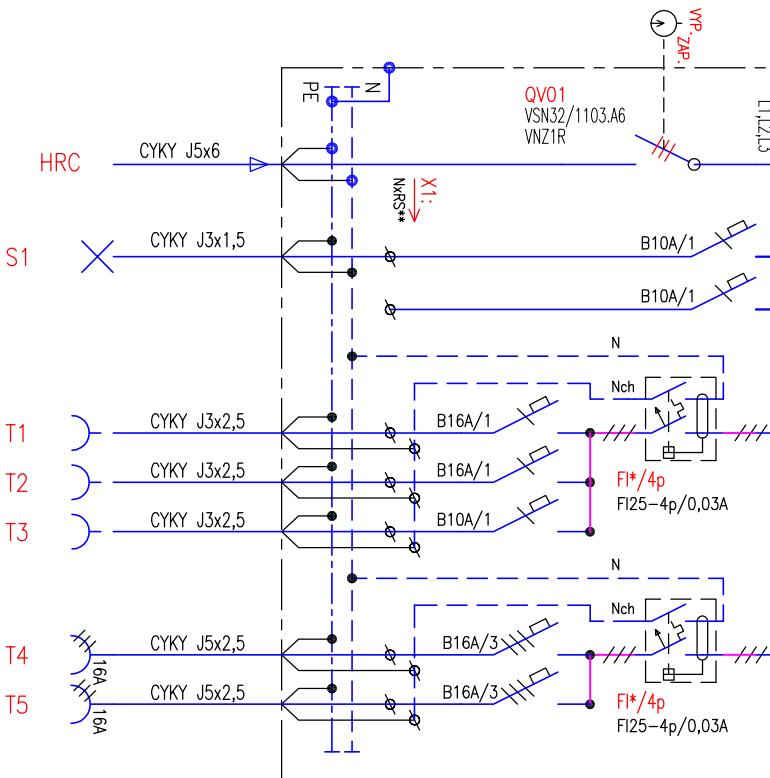 VYP.
ZAP.
PE
N
QV01
VSN32/1103.A6
VNZ1R
L1,L2,L3
HRC
CYKY J5x6
X1:
NxRS**
S1
CYKY J3x1,5
B10A/1
B10A/1
N
Nch
T1
CYKY J3x2,5
B16A/1
T2
CYKY J3x2,5
B16A/1
FI*/4p
FI25-4p/0,03A
T3
CYKY J3x2,5
B10A/1
N
Nch
T4
16A
CYKY J5x2,5
B16A/3
T5
16A
CYKY J5x2,5
B16A/3
FI*/4p
FI25-4p/0,03A